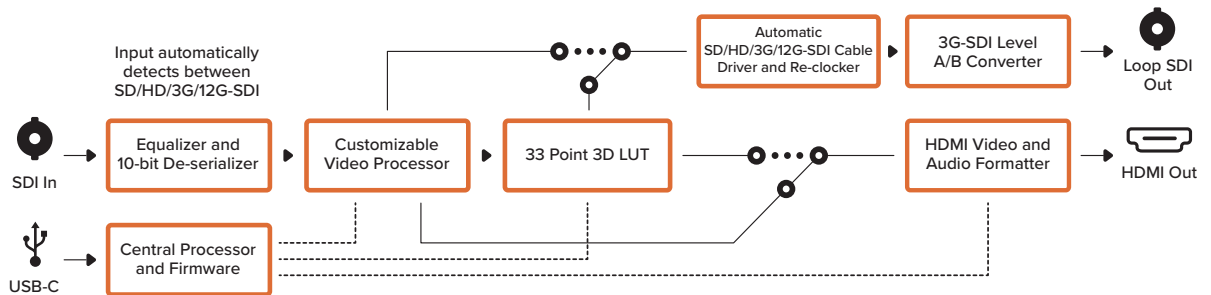 Input automatically
detects between
SD/HD/3G/12G-SDI
Automatic
SD/HD/3G/12G-SDI Cable
Driver and Re-clocker
3G-SDI Level
A/B Converter
Loop SDI
Out
SDI In
Equalizer and
10-bit De-serializer
Customizable
Video Processor
33 Point 3D LUT
HDMI Video and
Audio Formatter
HDMI Out
USB-C
Central Processor
and Firmware